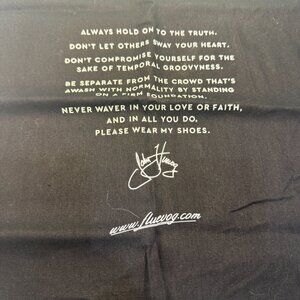 ALWAYS HOLD ON TO THE TRUTH.
DON'T LET OTHERS SWAY YOUR HEART.
DON'T COMPROMISE YOURSELF FOR THE
SAKE OF TEMPORAL GROOVYNESS.
BE SEPARATE FROM THE CROWD THAT'S
AWASH WITH NORMALITY BY STANDING
ON A FIRM FOUNDATION.
NEVER WAVER IN YOUR LOVE OR FAITH,
AND IN ALL YOU DO,
PLEASE WEAR MY SHOES.
John Fluevog
www.fluevog.com